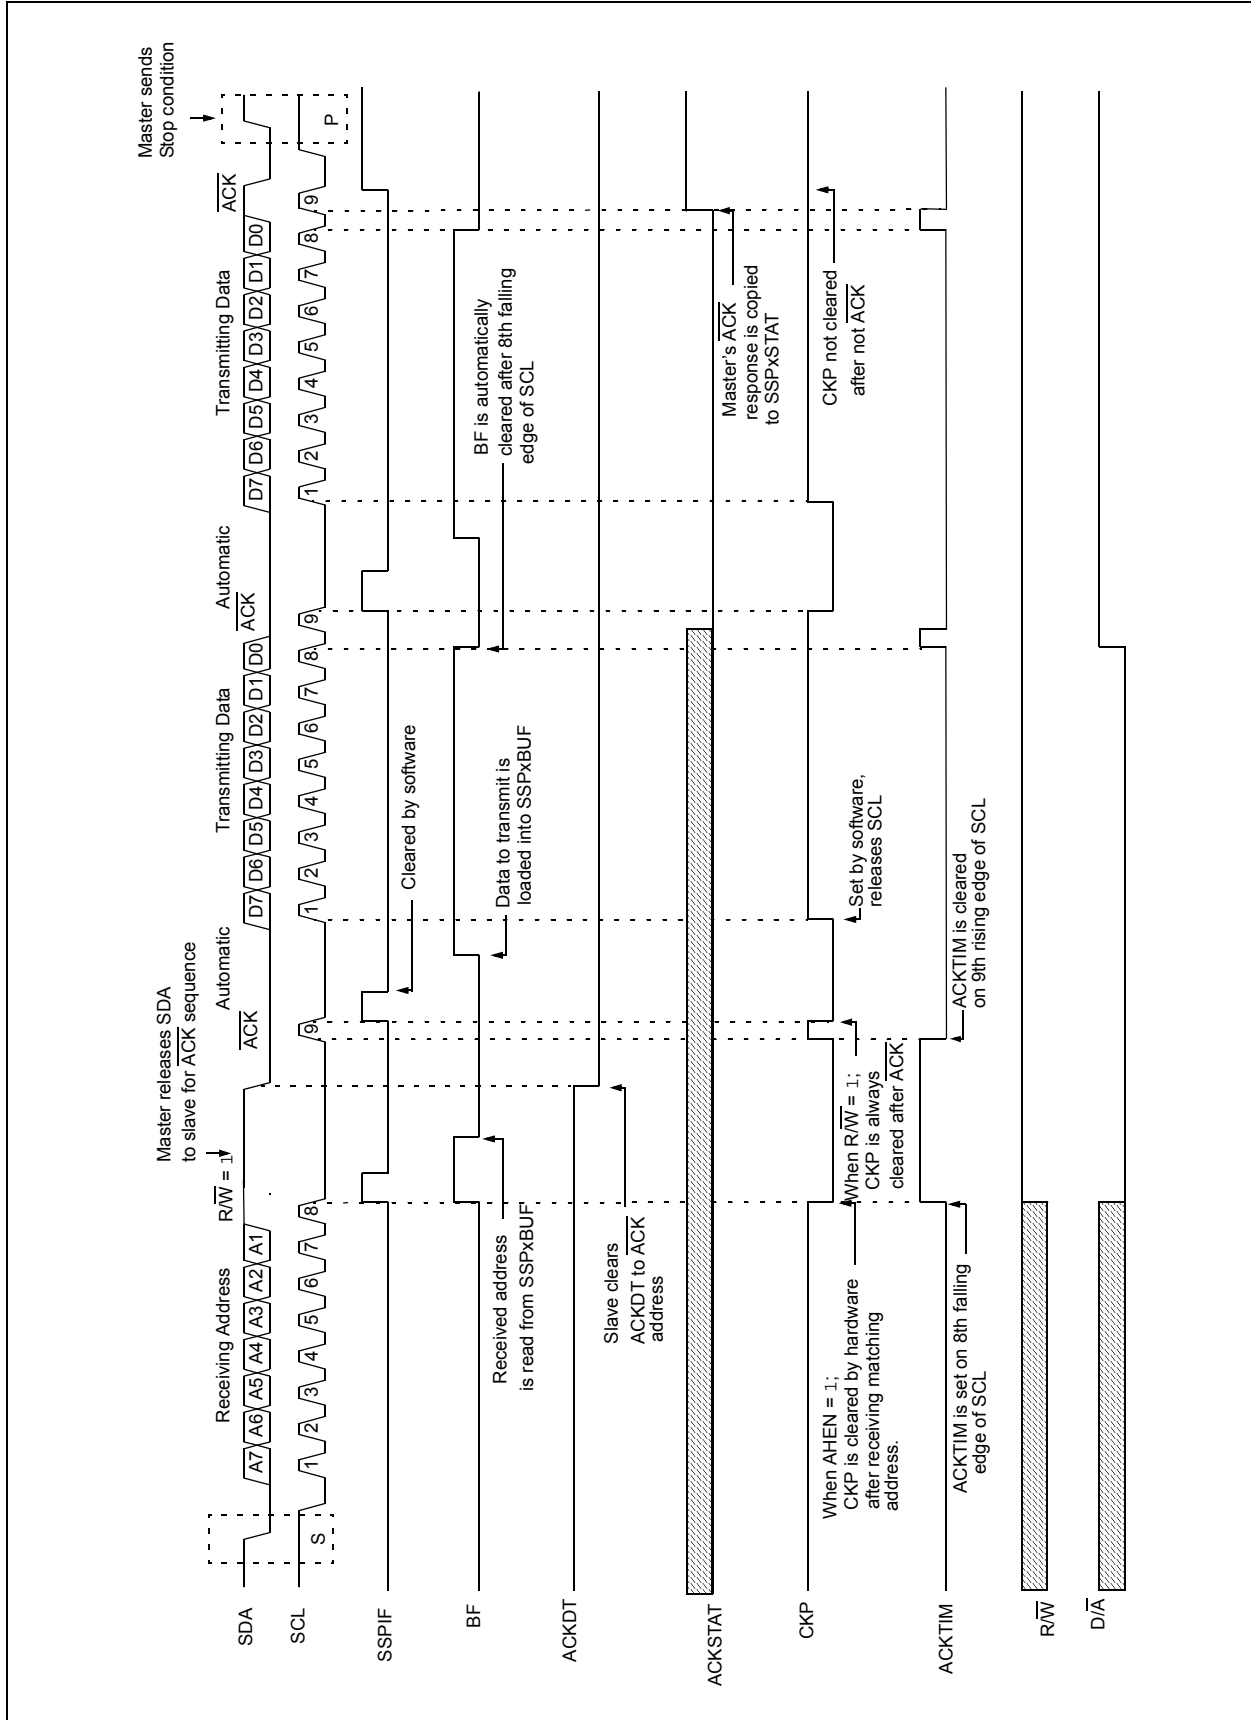 Master releases SDA
to slave for ACK sequence
Master sends
Stop condition
Receiving Address
R/W = 1
ACK
Automatic
Transmitting Data
ACK
Automatic
Transmitting Data
ACK
SDA
A7 A6 A5 A4 A3 A2 A1
D7 D6 D5 D4 D3 D2 D1 D0
D7 D6 D5 D4 D3 D2 D1 D0
SCL
1 2 3 4 5 6 7 8 9
1 2 3 4 5 6 7 8 9
1 2 3 4 5 6 7 8 9
S
P
SSPIF
Cleared by software
BF
Received address
is read from SSPxBUF
Data to transmit is
loaded into SSPxBUF
BF is automatically
cleared after 8th falling
edge of SCL
ACKDT
Slave clears
ACKDT to ACK
address
ACKSTAT
Master's ACK
response is copied
to SSPxSTAT
CKP
When AHEN = 1;
CKP is cleared by hardware
after receiving matching
address.
When R/W = 1;
CKP is always
cleared after ACK
Set by software,
releases SCL
CKP not cleared
after not ACK
ACKTIM
ACKTIM is set on 8th falling
edge of SCL
ACKTIM is cleared
on 9th rising edge of SCL
R/W
D/A